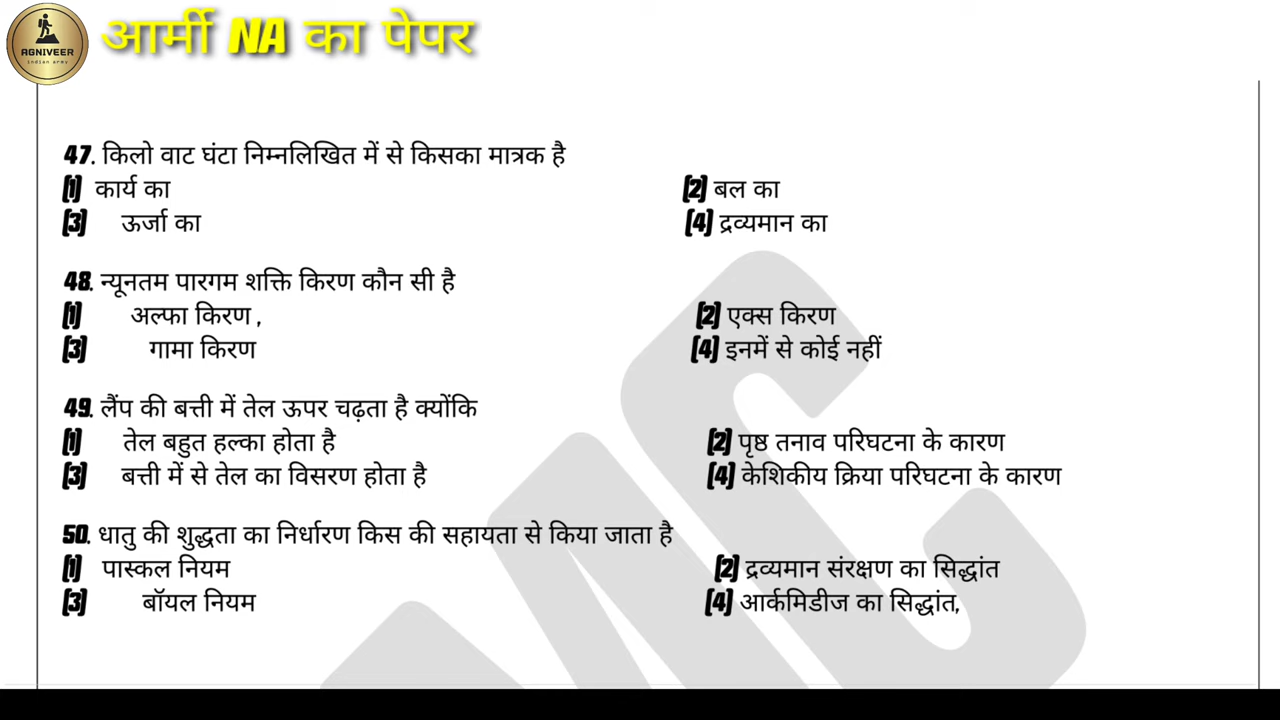 AGNIVEER
indian army
आर्मी NA का पेपर
47. किलो वाट घंटा निम्नलिखित में से किसका मात्रक है
(1) कार्य का (2) बल का
(3) ऊर्जा का (4) द्रव्यमान का
48. न्यूनतम पारगम शक्ति किरण कौन सी है
(1) अल्फा किरण , (2) एक्स किरण
(3) गामा किरण (4) इनमें से कोई नहीं
49. लैंप की बत्ती में तेल ऊपर चढ़ता है क्योंकि
(1) तेल बहुत हल्का होता है (2) पृष्ठ तनाव परिघटना के कारण
(3) बत्ती में से तेल का विसरण होता है (4) केशिकीय क्रिया परिघटना के कारण
50. धातु की शुद्धता का निर्धारण किस की सहायता से किया जाता है
(1) पास्कल नियम (2) द्रव्यमान संरक्षण का सिद्धांत
(3) बॉयल नियम (4) आर्कमिडीज का सिद्धांत,